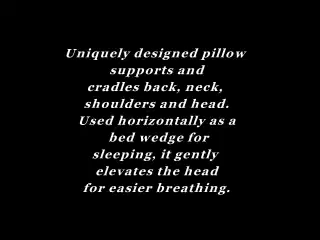 Uniquely designed pillow
supports and
cradles back, neck,
shoulders and head.
Used horizontally as a
bed wedge for
sleeping, it gently
elevates the head
for easier breathing.